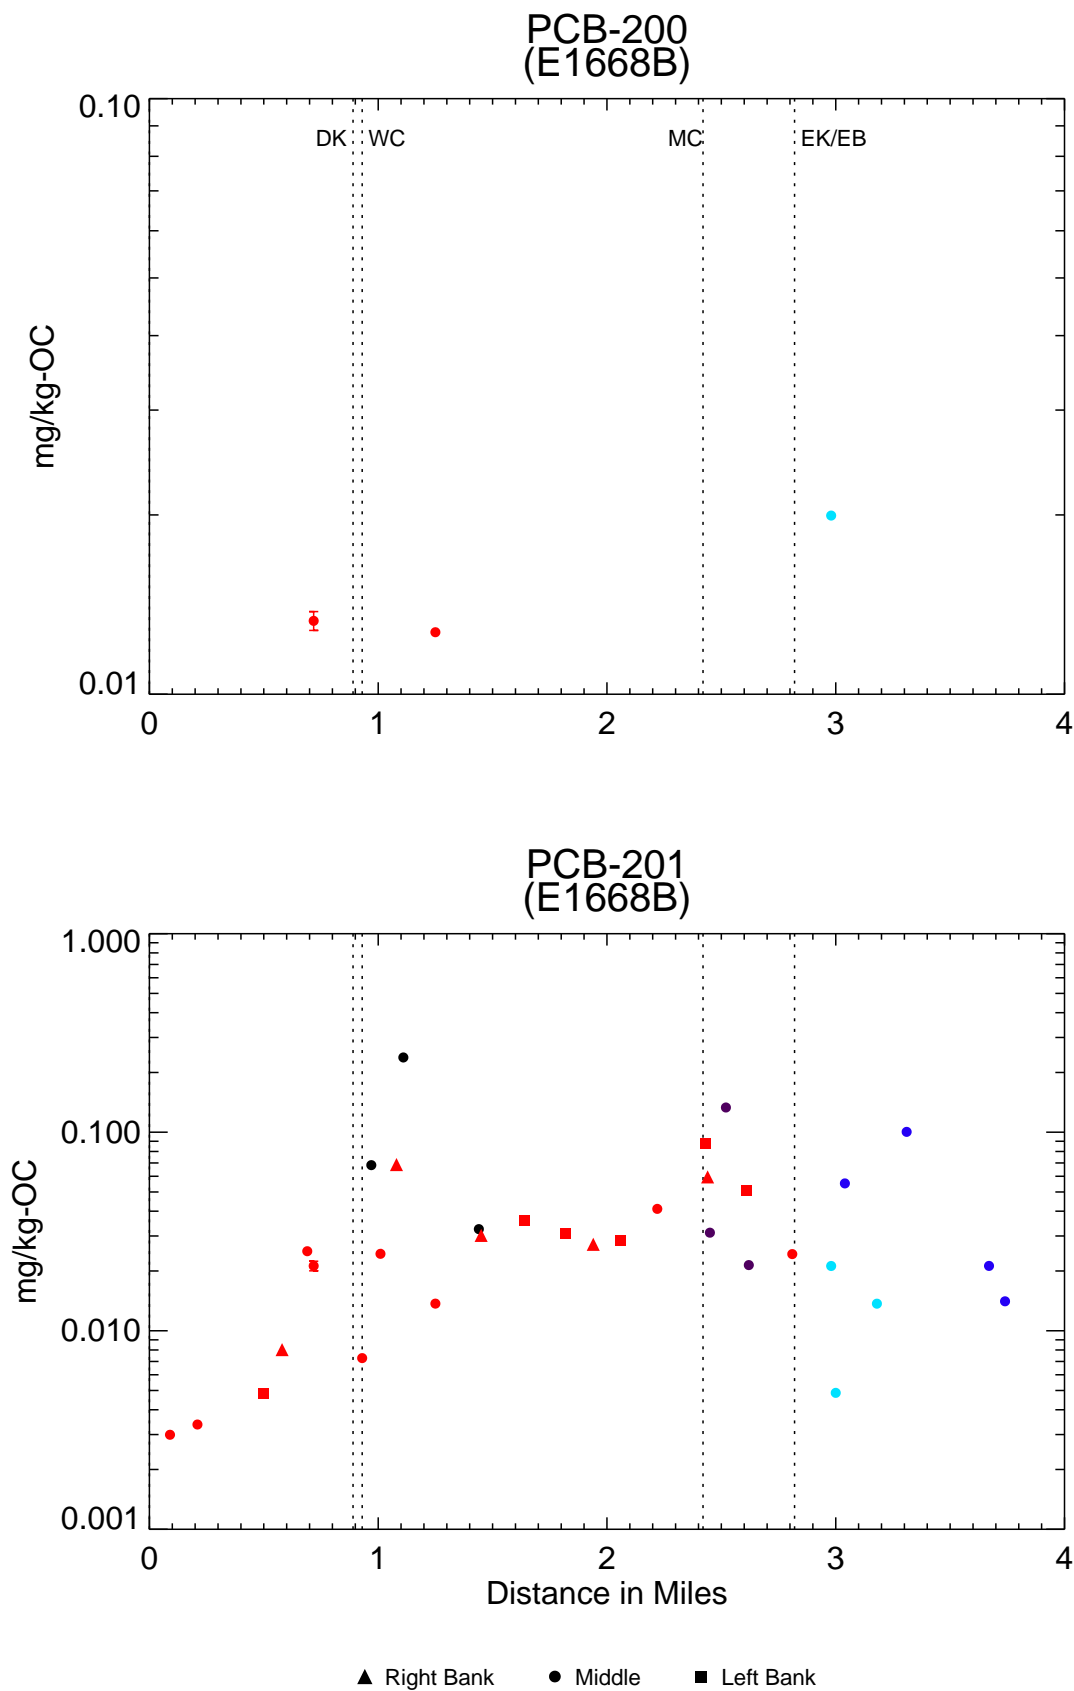 PCB-200
(E1668B)
0.10
DK WC MC EK/EB
mg/kg-OC
0.01
0 1 2 3 4
PCB-201
(E1668B)
1.000
0.100
mg/kg-OC
0.010
0.001
0 1 2 3 4
Distance in Miles
Right Bank Middle Left Bank